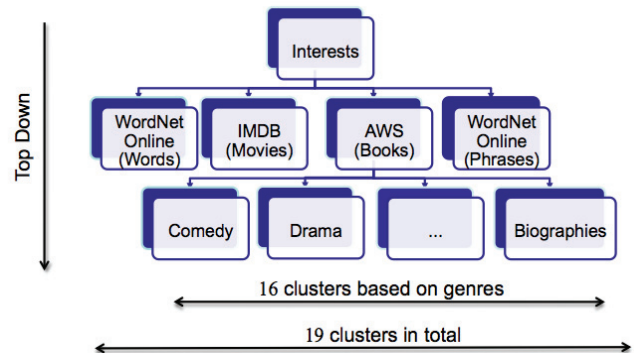 Interests
WordNet
Online
(Words)
IMDB
(Movies)
AWS
(Books)
WordNet
Online
(Phrases)
Top Down
Comedy
Drama
...
Biographies
16 clusters based on genres
19 clusters in total